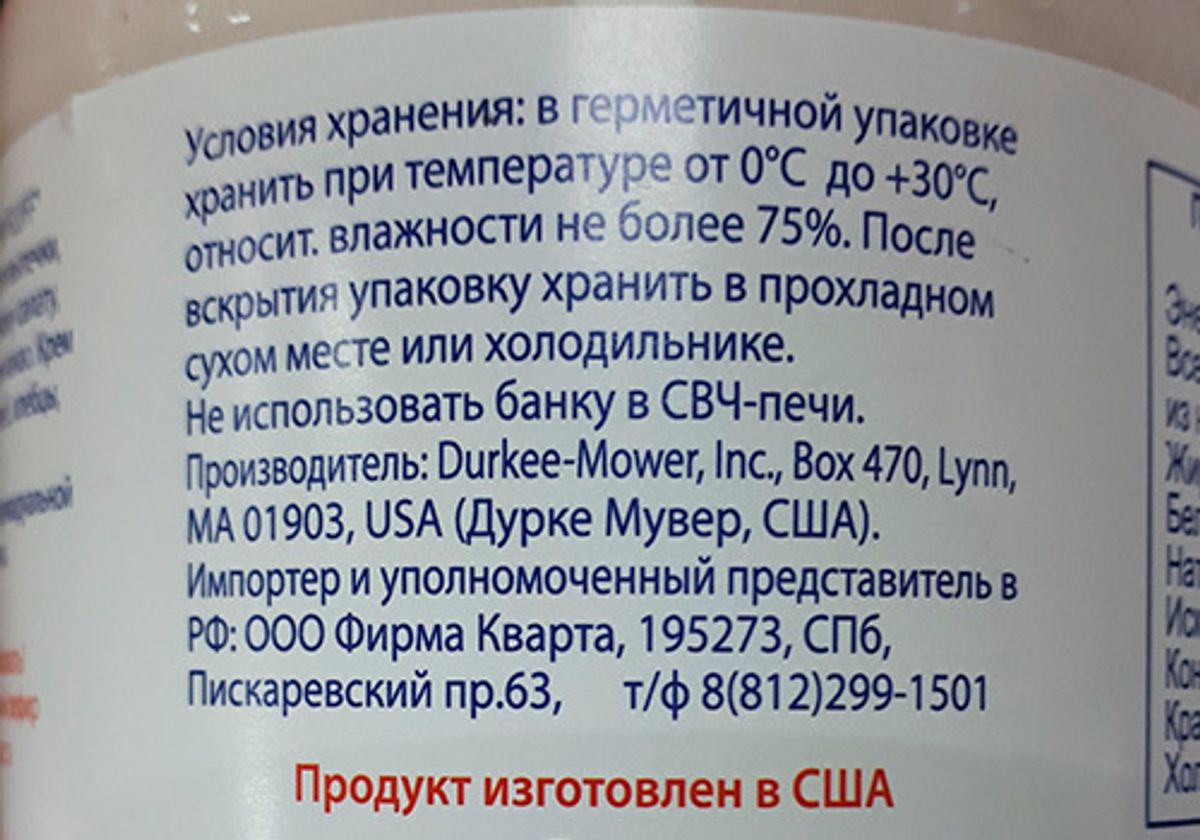 Условия хранения: в герметичной упаковке
хранить при температуре от 0°C до +30°C,
относит. влажности не более 75%. После
вскрытия упаковку хранить в прохладном
сухом месте или холодильнике.
Не использовать банку в СВЧ-печи.
Производитель: Durkee-Mower, Inc., Box 470, Lynn,
MA 01903, USA (Дурке Мувер, США).
Импортер и уполномоченный представитель в
РФ: ООО Фирма Кварта, 195273, СПб,
Пискаревский пр.63, т/ф 8(812)299-1501
Продукт изготовлен в США